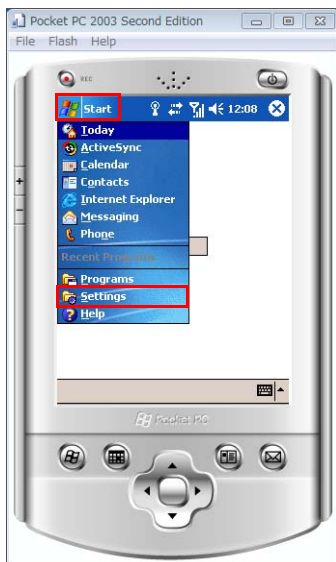 Pocket PC 2003 Second Edition
File Flash Help
REC
Start 12:08
Today
ActiveSync
Calendar
Contacts
Internet Explorer
Messaging
Phone
Recent Programs
Programs
Settings
Help
Pocket PC